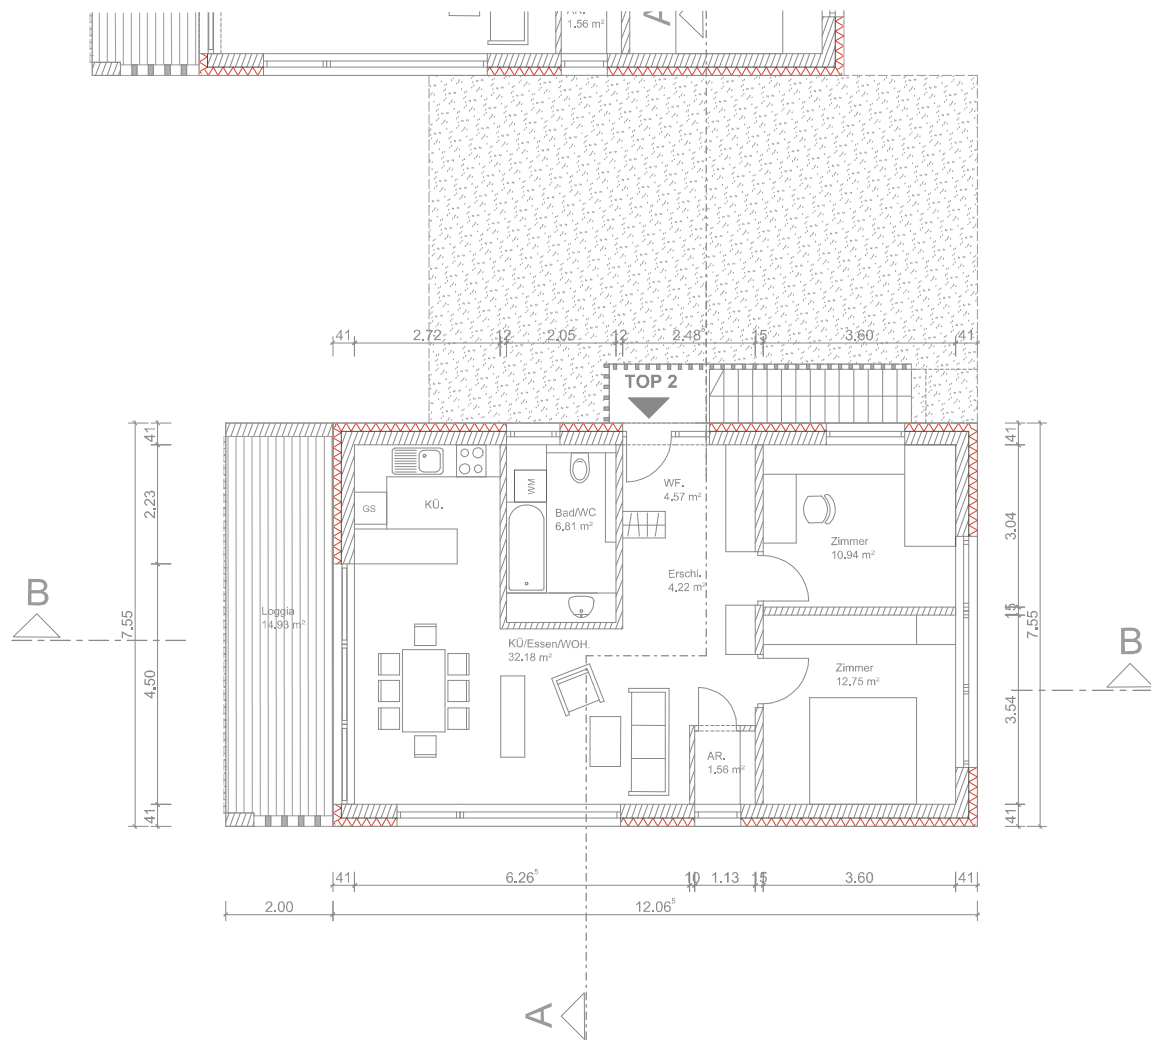 AR.
1.56 m²
A
41 2.72 12 2.05 12 2.48⁵ 15 3.60 41
TOP 2
41
2.23
4.50
41
7.55
KÜ.
GS
WM
Bad/WC
6.81 m²
WF.
4.57 m²
Erschl.
4.22 m²
Zimmer
10.94 m²
Loggia
14.93 m²
KÜ/Essen/WOH.
32.18 m²
Zimmer
12.75 m²
AR.
1.56 m²
41
3.04
15
3.54
41
7.55
B
B
41 6.26⁵ 10 1.13 15 3.60 41
2.00 12.06⁵
A